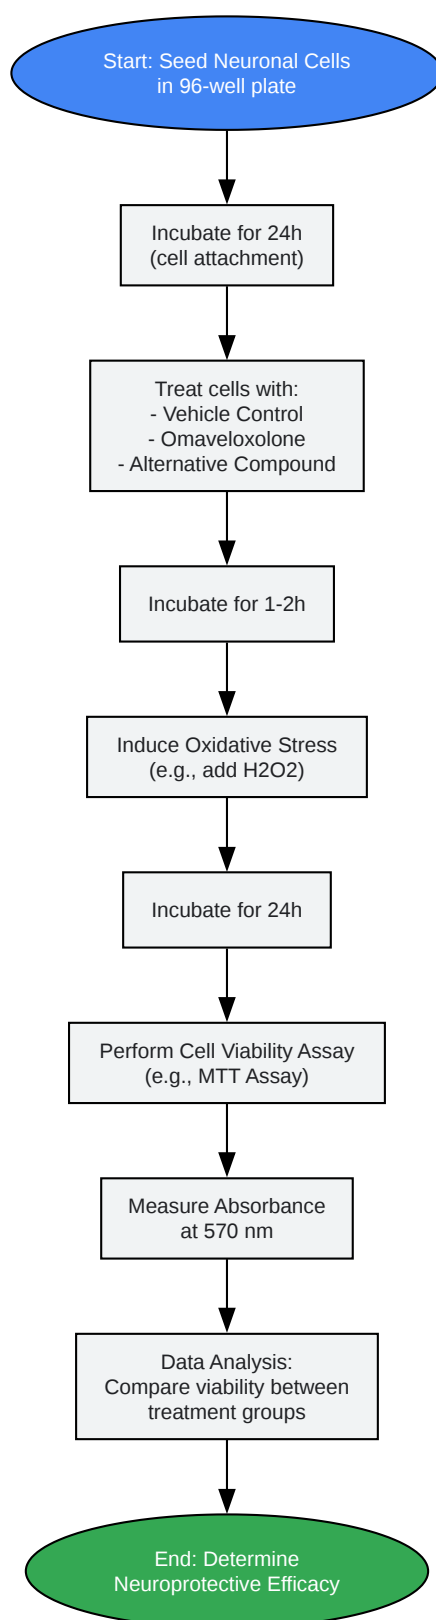 Start: Seed Neuronal Cells
in 96-well plate
Incubate for 24h
(cell attachment)
Treat cells with:
- Vehicle Control
- Omaveloxolone
- Alternative Compound
Incubate for 1-2h
Induce Oxidative Stress
(e.g., add H2O2)
Incubate for 24h
Perform Cell Viability Assay
(e.g., MTT Assay)
Measure Absorbance
at 570 nm
Data Analysis:
Compare viability between
treatment groups
End: Determine
Neuroprotective Efficacy